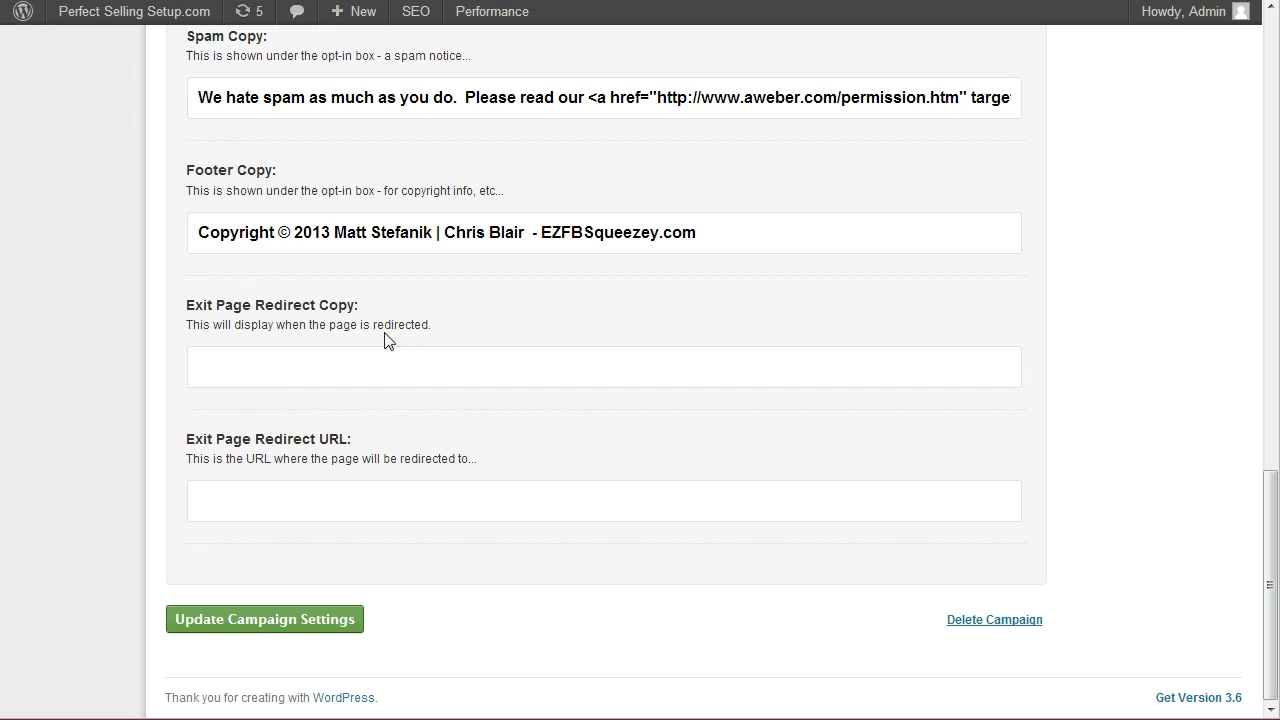 Perfect Selling Setup.com 5 New SEO Performance Howdy, Admin
Spam Copy:
This is shown under the opt-in box - a spam notice...
We hate spam as much as you do.  Please read our <a href="http://www.aweber.com/permission.htm" targe
Footer Copy:
This is shown under the opt-in box - for copyright info, etc...
Copyright © 2013 Matt Stefanik | Chris Blair  - EZFBSqueezey.com
Exit Page Redirect Copy:
This will display when the page is redirected.
Exit Page Redirect URL:
This is the URL where the page will be redirected to...
Update Campaign Settings Delete Campaign
Thank you for creating with WordPress. Get Version 3.6